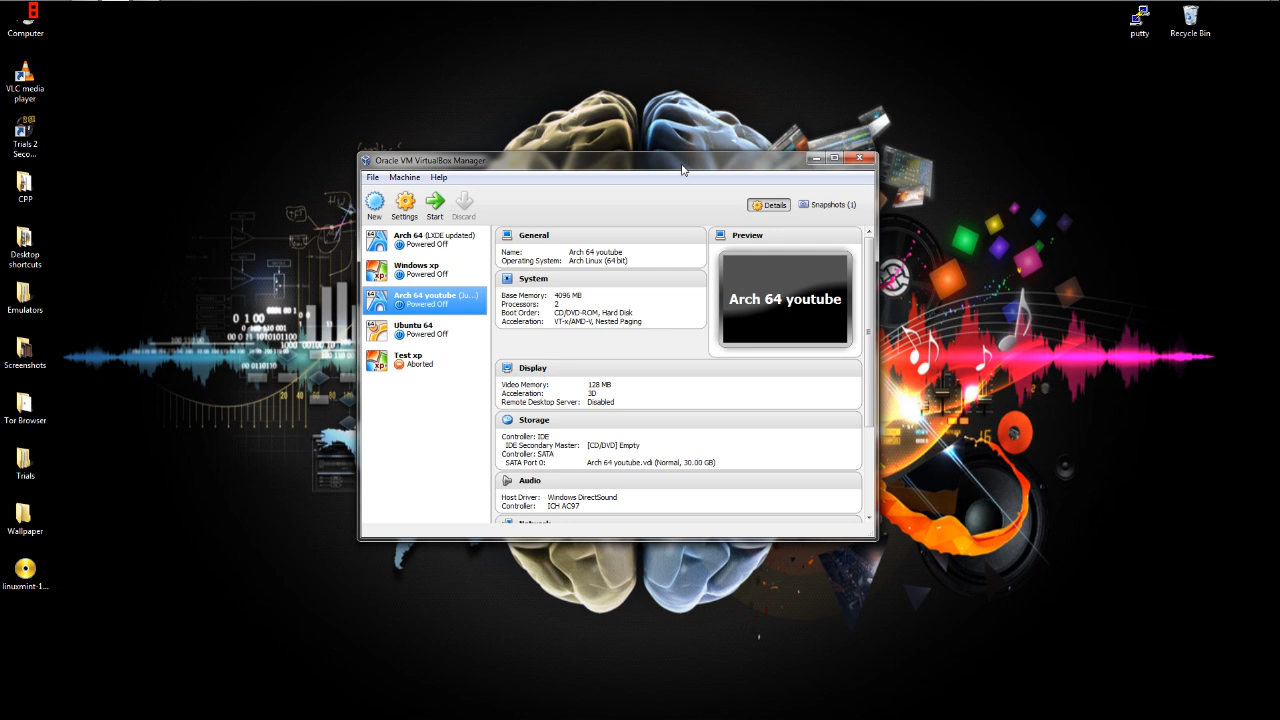 Computer
VLC media
player
Trials 2
Seco...
CPP
Desktop
shortcuts
Emulators
Screenshots
Tor Browser
Trials
Wallpaper
linuxmint-1...
putty
Recycle Bin
Oracle VM VirtualBox Manager
File Machine Help
New Settings Start Discard
Details Snapshots (1)
Arch 64 (LXDE updated)
Powered Off
Windows xp
Powered Off
Arch 64 youtube (Ju...)
Powered Off
Ubuntu 64
Powered Off
Test xp
Aborted
General
Name: Arch 64 youtube
Operating System: Arch Linux (64 bit)
System
Base Memory: 4096 MB
Processors: 2
Boot Order: CD/DVD-ROM, Hard Disk
Acceleration: VT-x/AMD-V, Nested Paging
Preview
Arch 64 youtube
Display
Video Memory: 128 MB
Acceleration: 3D
Remote Desktop Server: Disabled
Storage
Controller: IDE
IDE Secondary Master: [CD/DVD] Empty
Controller: SATA
SATA Port 0: Arch 64 youtube.vdi (Normal, 30.00 GB)
Audio
Host Driver: Windows DirectSound
Controller: ICH AC97
Network